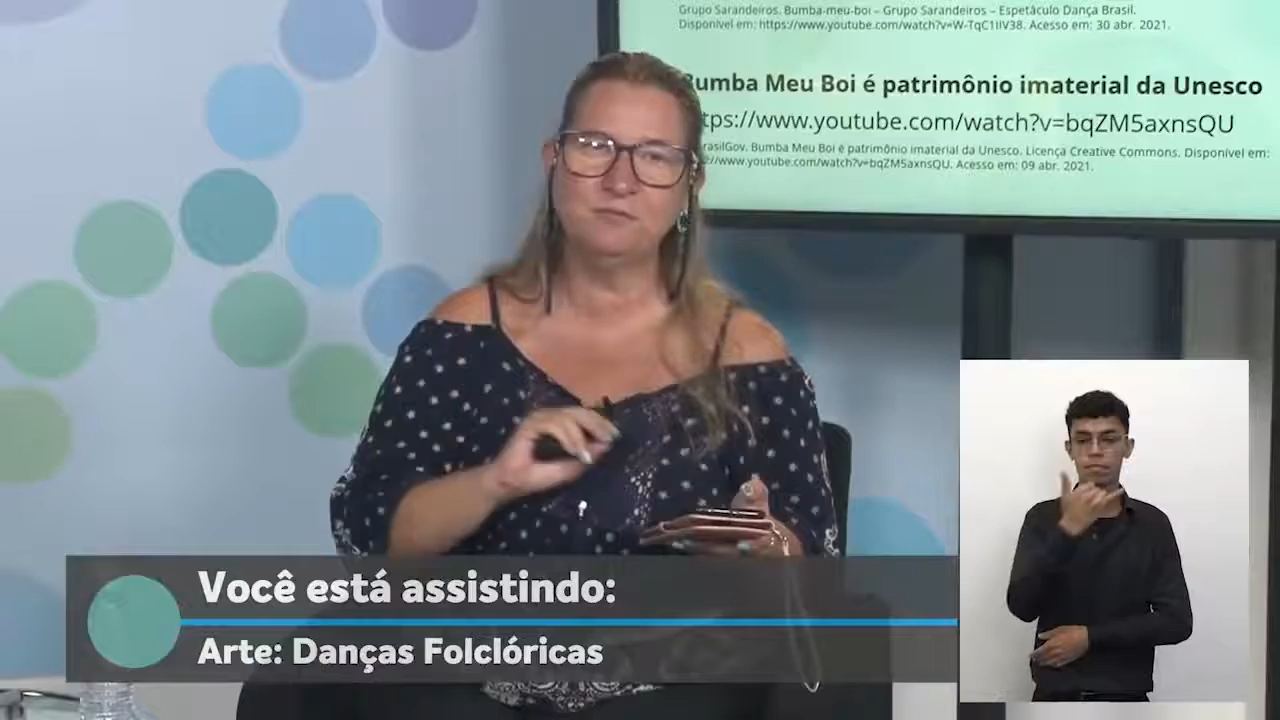 Grupo Sarandeiros. Bumba-meu-boi – Grupo Sarandeiros – Espetáculo Dança Brasil.
Disponível em: https://www.youtube.com/watch?v=W-TqC1IIV38. Acesso em: 30 abr. 2021.
Bumba Meu Boi é patrimônio imaterial da Unesco
tps://www.youtube.com/watch?v=bqZM5axnsQU
BrasilGov. Bumba Meu Boi é patrimônio imaterial da Unesco. Licença Creative Commons. Disponível em:
//www.youtube.com/watch?v=bqZM5axnsQU. Acesso em: 09 abr. 2021.
Você está assistindo:
Arte: Danças Folclóricas